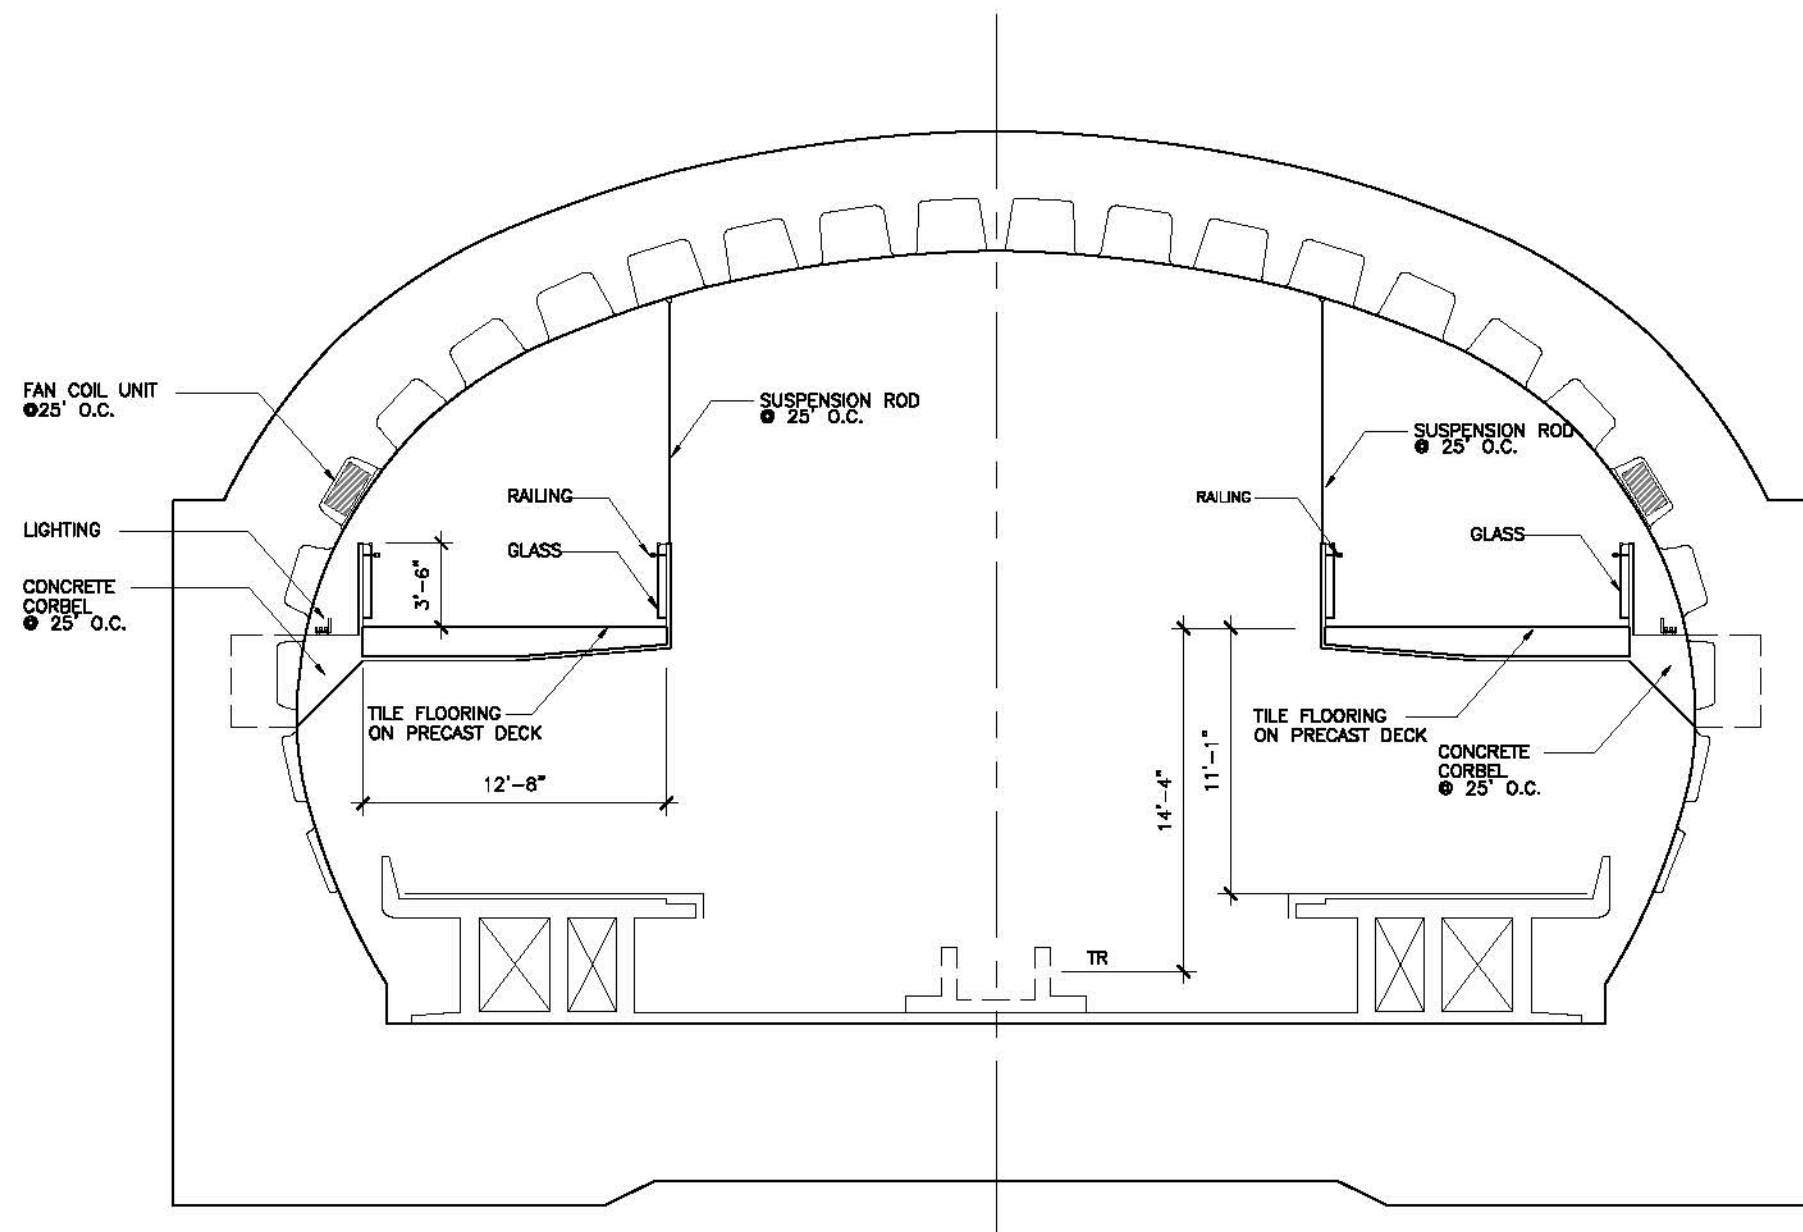 FAN COIL UNIT
@25' O.C.
SUSPENSION ROD
@ 25' O.C.
SUSPENSION ROD
@ 25' O.C.
RAILING
RAILING
LIGHTING
GLASS
GLASS
3'-6"
CONCRETE
CORBEL
@ 25' O.C.
TILE FLOORING
ON PRECAST DECK
TILE FLOORING
ON PRECAST DECK
CONCRETE
CORBEL
@ 25' O.C.
12'-8"
14'-4"
11'-1"
TR